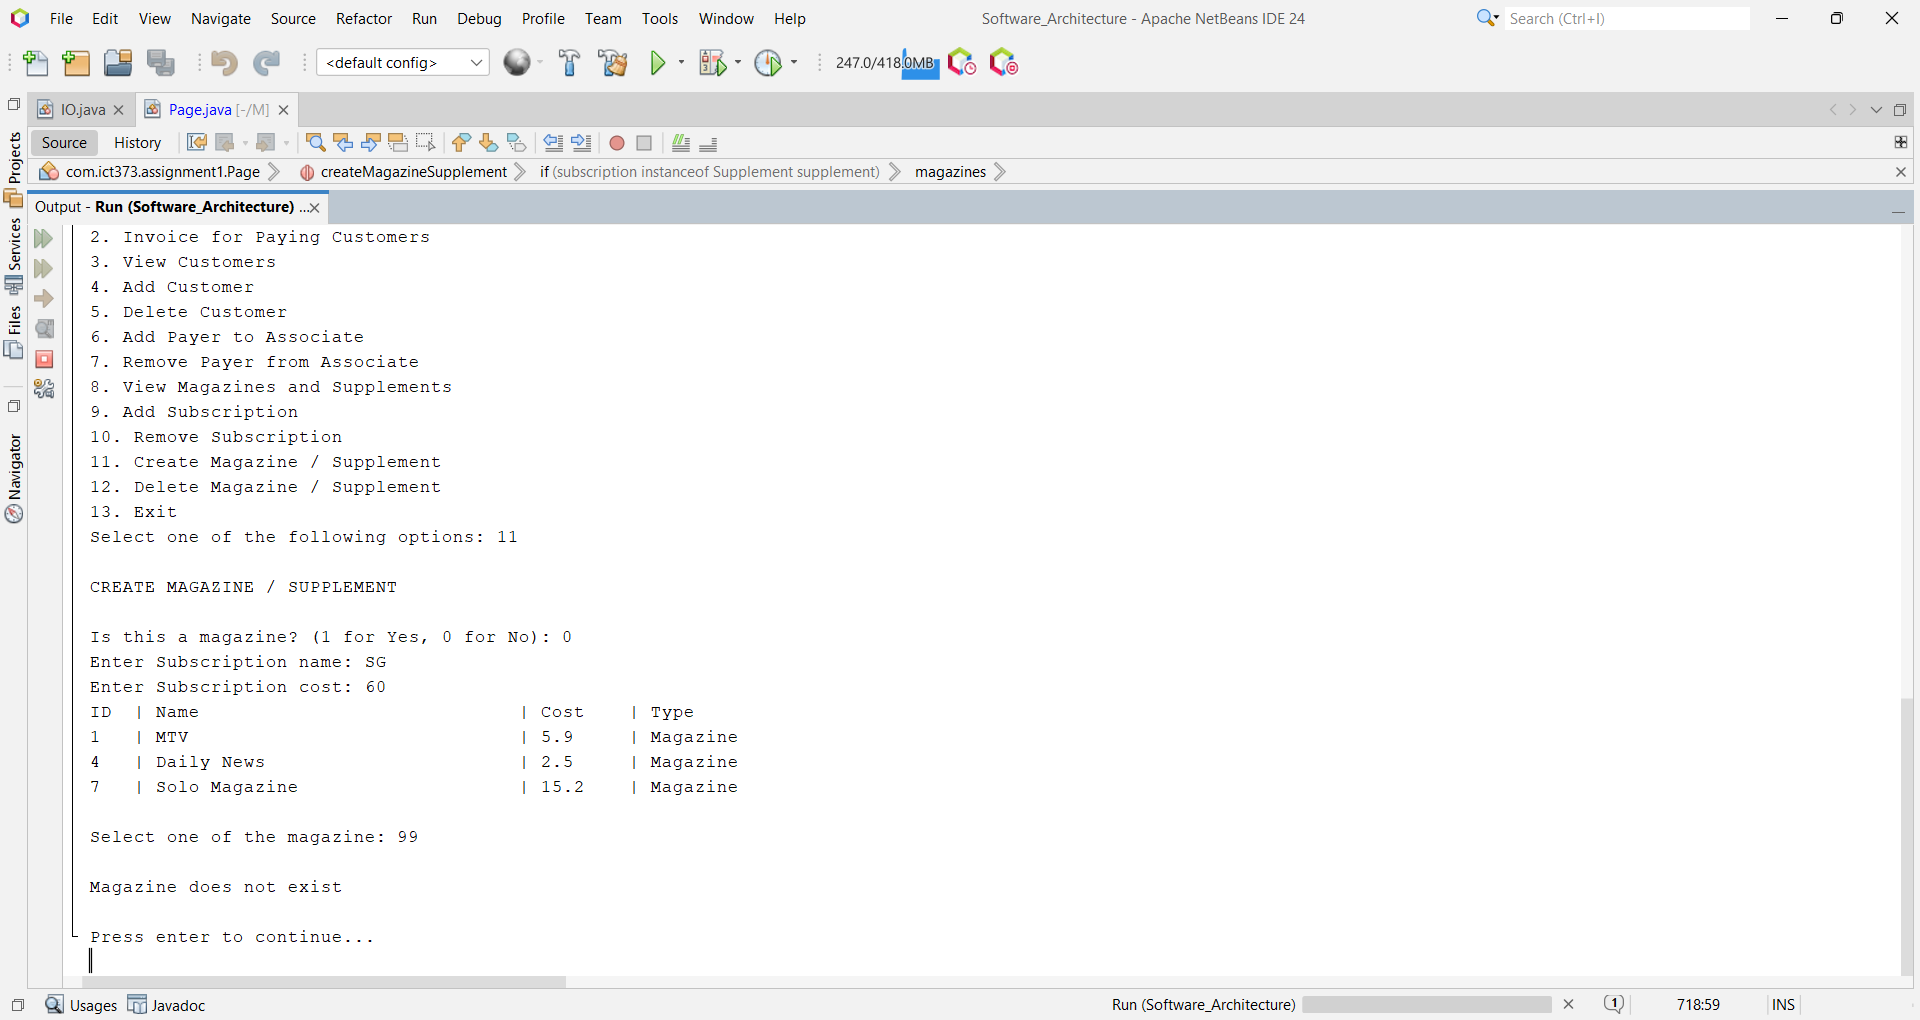 File Edit View Navigate Source Refactor Run Debug Profile Team Tools Window Help
Software_Architecture - Apache NetBeans IDE 24
Search (Ctrl+I)
<default config>
247.0/418.0MB
IO.java
Page.java [-/M]
Source History
com.ict373.assignment1.Page createMagazineSupplement if (subscription instanceof Supplement supplement) magazines
Projects
Services
Files
Navigator
Output - Run (Software_Architecture) ...
2. Invoice for Paying Customers
3. View Customers
4. Add Customer
5. Delete Customer
6. Add Payer to Associate
7. Remove Payer from Associate
8. View Magazines and Supplements
9. Add Subscription
10. Remove Subscription
11. Create Magazine / Supplement
12. Delete Magazine / Supplement
13. Exit
Select one of the following options: 11
CREATE MAGAZINE / SUPPLEMENT
Is this a magazine? (1 for Yes, 0 for No): 0
Enter Subscription name: SG
Enter Subscription cost: 60
ID | Name | Cost | Type
1 | MTV | 5.9 | Magazine
4 | Daily News | 2.5 | Magazine
7 | Solo Magazine | 15.2 | Magazine
Select one of the magazine: 99
Magazine does not exist
Press enter to continue...
Usages Javadoc
Run (Software_Architecture)
1
718:59
INS